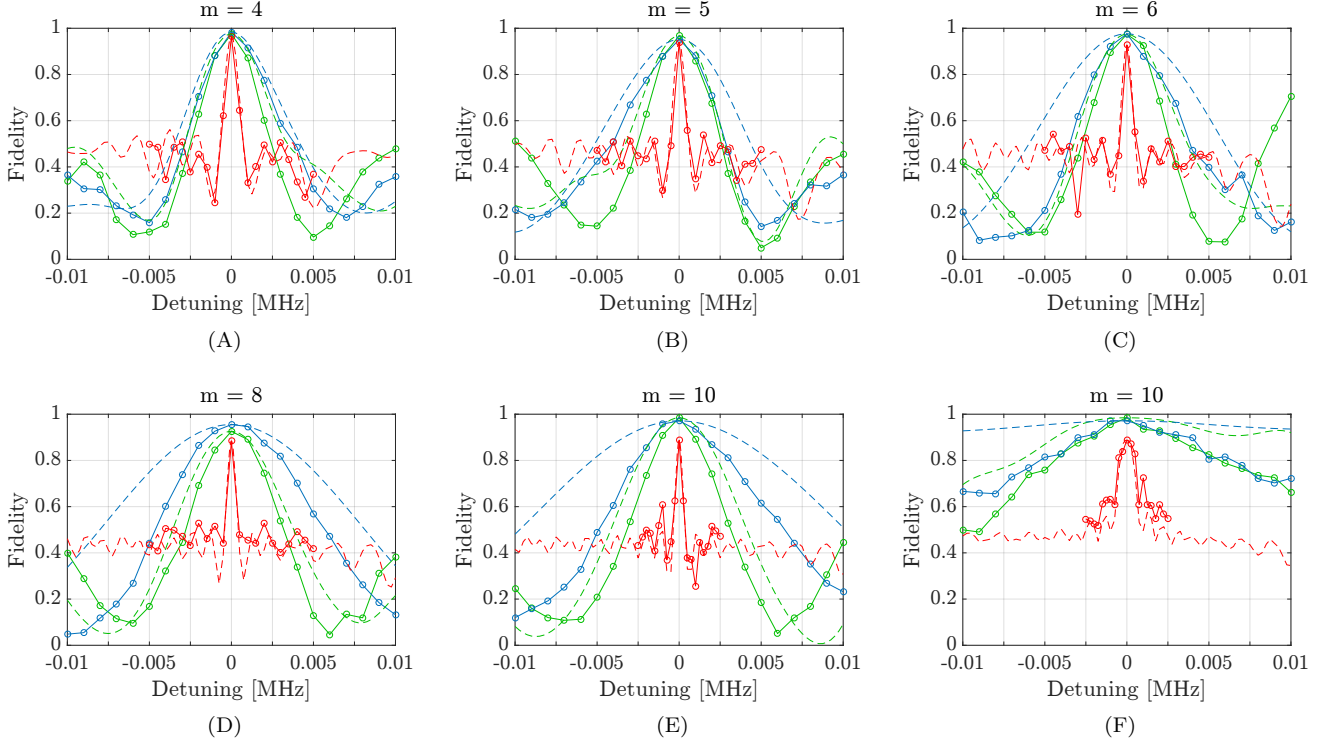 m = 4
m = 5
m = 6
1
0.8
0.6
0.4
0.2
0
Fidelity
-0.01
-0.005
0
0.005
0.01
Detuning [MHz]
(A)
1
0.8
0.6
0.4
0.2
0
Fidelity
-0.01
-0.005
0
0.005
0.01
Detuning [MHz]
(B)
1
0.8
0.6
0.4
0.2
0
Fidelity
-0.01
-0.005
0
0.005
0.01
Detuning [MHz]
(C)
m = 8
m = 10
m = 10
1
0.8
0.6
0.4
0.2
0
Fidelity
-0.01
-0.005
0
0.005
0.01
Detuning [MHz]
(D)
1
0.8
0.6
0.4
0.2
0
Fidelity
-0.01
-0.005
0
0.005
0.01
Detuning [MHz]
(E)
1
0.8
0.6
0.4
0.2
0
Fidelity
-0.01
-0.005
0
0.005
0.01
Detuning [MHz]
(F)